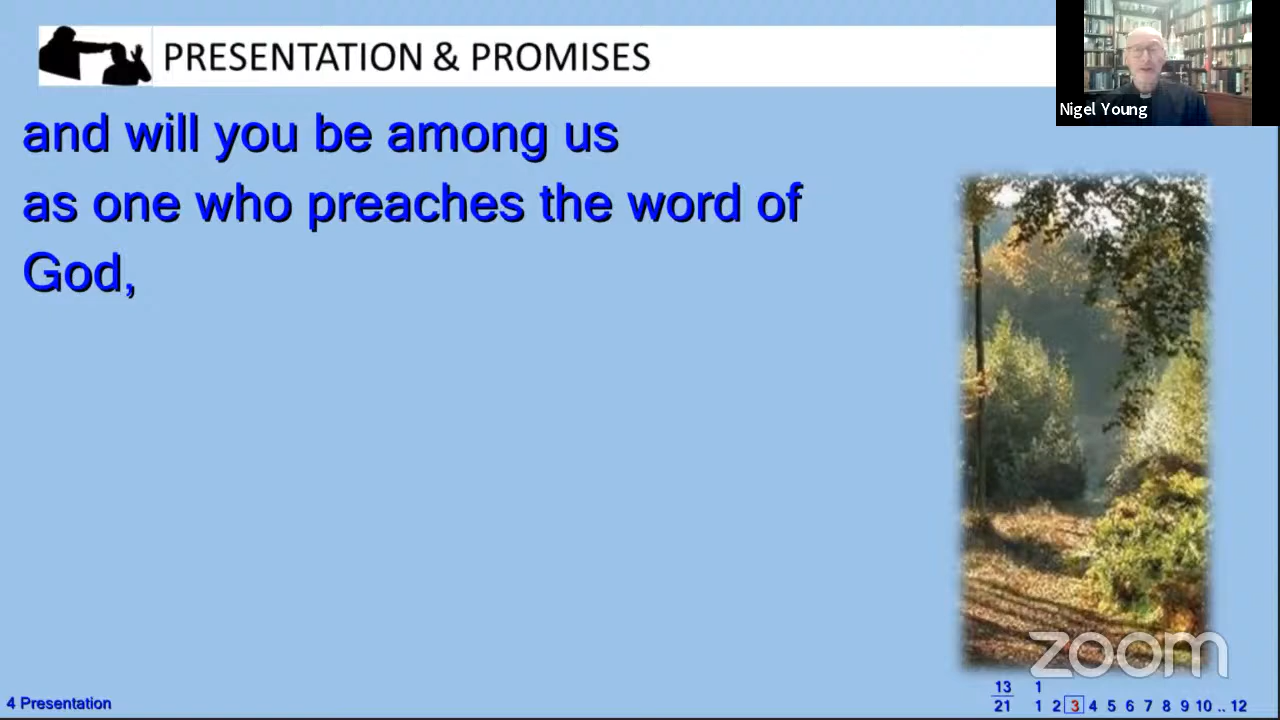 PRESENTATION & PROMISES
Nigel Young
and will you be among us
as one who preaches the word of
God,
zoom
4 Presentation
13 1
21 1 2 3 4 5 6 7 8 9 10 .. 12